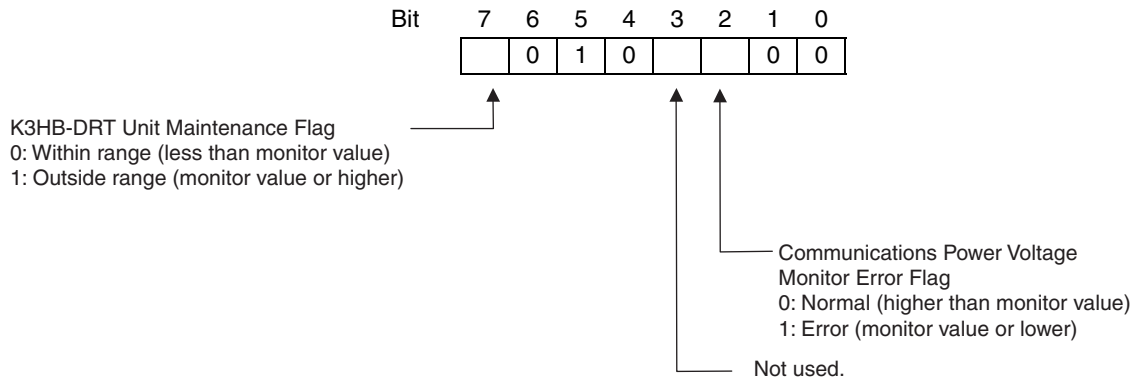 Bit 7 6 5 4 3 2 1 0
0 1 0 0 0
K3HB-DRT Unit Maintenance Flag
0: Within range (less than monitor value)
1: Outside range (monitor value or higher)
Communications Power Voltage
Monitor Error Flag
0: Normal (higher than monitor value)
1: Error (monitor value or lower)
Not used.